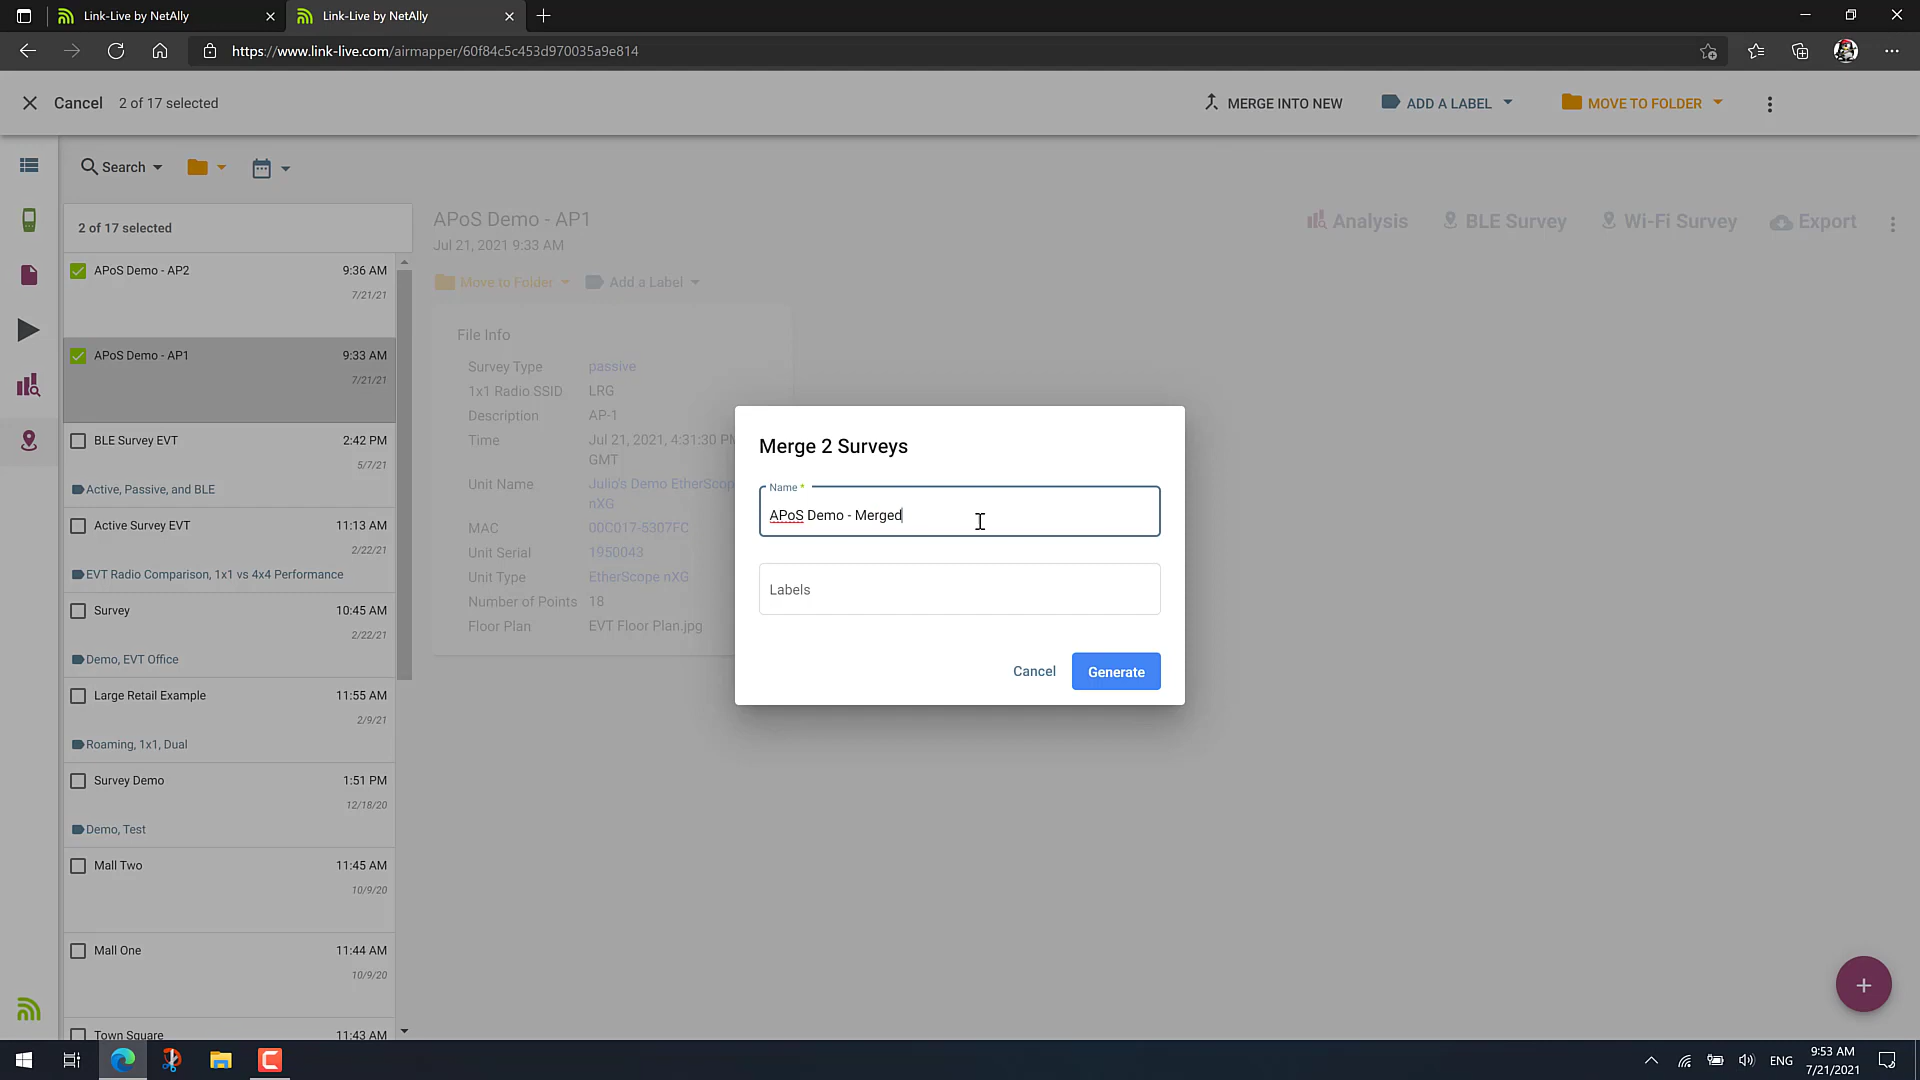 Link-Live by NetAlly
Link-Live by NetAlly
https://www.link-live.com/airmapper/60f84c5c453d970035a9e814
Cancel 2 of 17 selected
MERGE INTO NEW
ADD A LABEL
MOVE TO FOLDER
Search
2 of 17 selected
APoS Demo - AP2 9:36 AM
7/21/21
APoS Demo - AP1 9:33 AM
7/21/21
BLE Survey EVT 2:42 PM
5/7/21
Active, Passive, and BLE
Active Survey EVT 11:13 AM
2/22/21
EVT Radio Comparison, 1x1 vs 4x4 Performance
Survey 10:45 AM
2/22/21
Demo, EVT Office
Large Retail Example 11:55 AM
2/9/21
Roaming, 1x1, Dual
Survey Demo 1:51 PM
12/18/20
Demo, Test
Mall Two 11:45 AM
10/9/20
Mall One 11:44 AM
10/9/20
Town Square 11:43 AM
APoS Demo - AP1
Jul 21, 2021 9:33 AM
Analysis
BLE Survey
Wi-Fi Survey
Export
Move to Folder
Add a Label
File Info
Survey Type passive
1x1 Radio SSID LRG
Description AP-1
Time Jul 21, 2021, 4:31:30 PM
GMT
Unit Name Julio's Demo EtherScope
nXG
MAC 00C017-5307FC
Unit Serial 1950043
Unit Type EtherScope nXG
Number of Points 18
Floor Plan EVT Floor Plan.jpg
Merge 2 Surveys
Name *
APoS Demo - Merged
Labels
Cancel
Generate
ENG
9:53 AM
7/21/2021